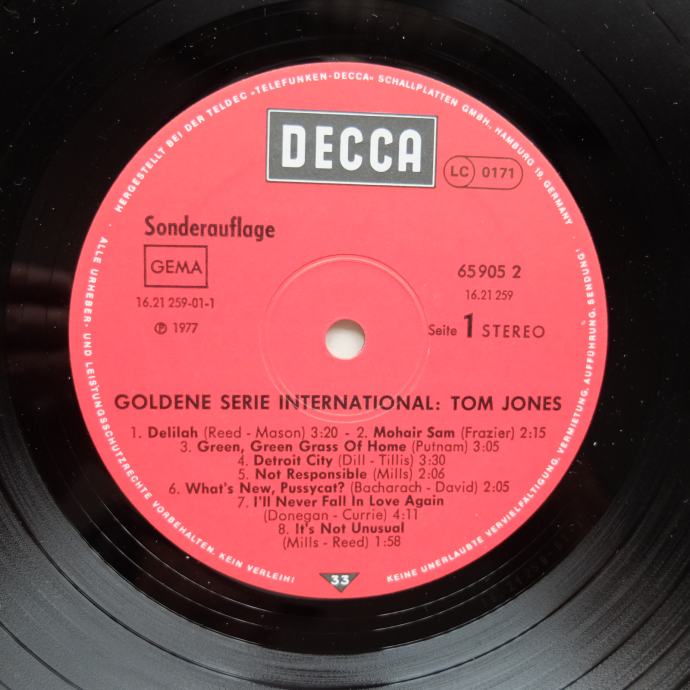 HERGESTELLT BEI DER TELDEC »TELEFUNKEN-DECCA« SCHALLPLATTEN GMBH, HAMBURG 19, GERMANY
DECCA
LC 0171
Sonderauflage
GEMA
65 905 2
16.21 259-01-1
16.21 259
℗ 1977
Seite 1 STEREO
GOLDENE SERIE INTERNATIONAL: TOM JONES
1. Delilah (Reed - Mason) 3:20 - 2. Mohair Sam (Frazier) 2:15
3. Green, Green Grass Of Home (Putnam) 3:05
4. Detroit City (Dill - Tillis) 3:30
5. Not Responsible (Mills) 2:06
6. What's New, Pussycat? (Bacharach - David) 2:05
7. I'll Never Fall In Love Again
(Donegan - Currie) 4:11
8. It's Not Unusual
(Mills - Reed) 1:58
33
ALLE URHEBER- UND LEISTUNGSSCHUTZRECHTE VORBEHALTEN. KEIN VERLEIH!
KEINE UNERLAUBTE VERVIELFÄLTIGUNG, VERMIETUNG, AUFFÜHRUNG, SENDUNG!